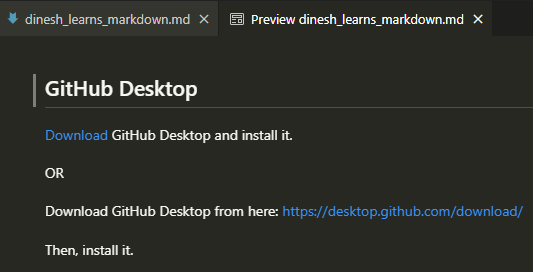 dinesh_learns_markdown.md Preview dinesh_learns_markdown.md
GitHub Desktop
Download GitHub Desktop and install it.
OR
Download GitHub Desktop from here: https://desktop.github.com/download/
Then, install it.